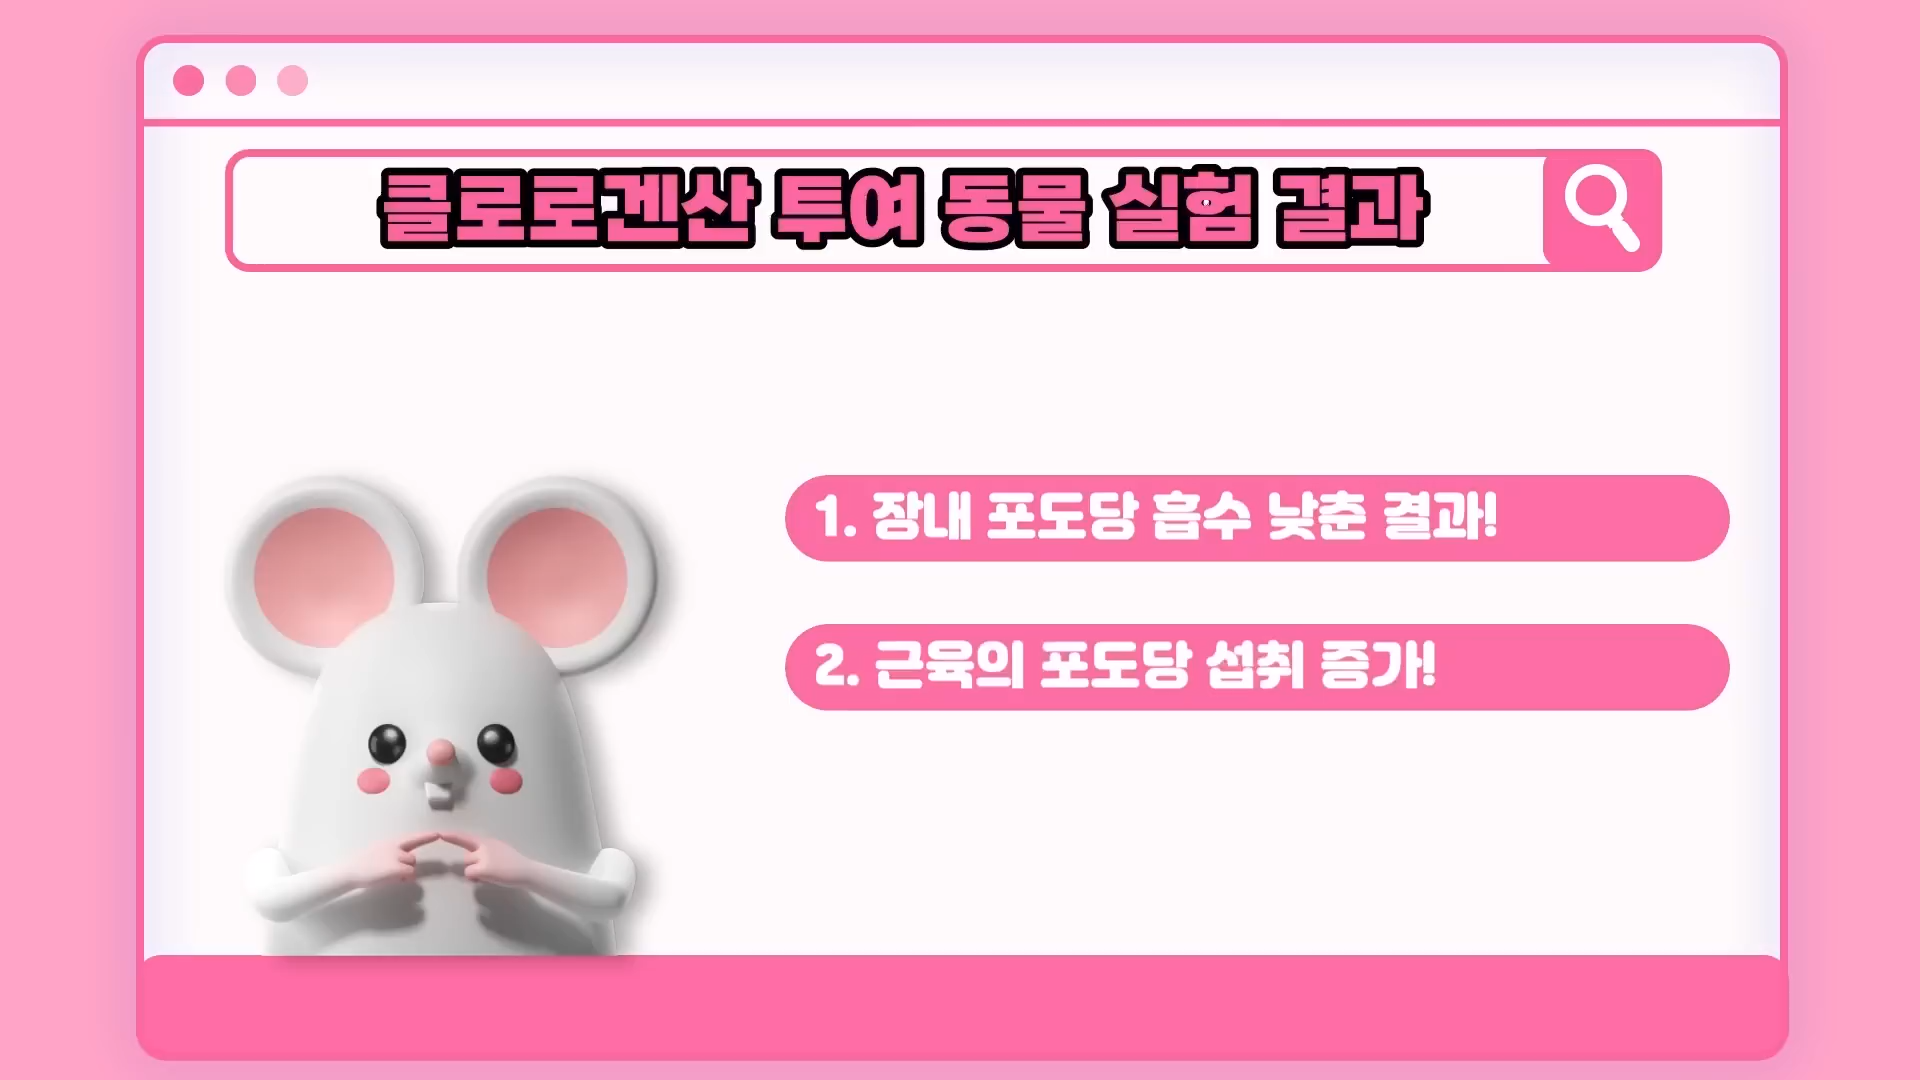 클로로겐산 투여 동물 실험 결과
1. 장내 포도당 흡수 낮춘 결과!
2. 근육의 포도당 섭취 증가!